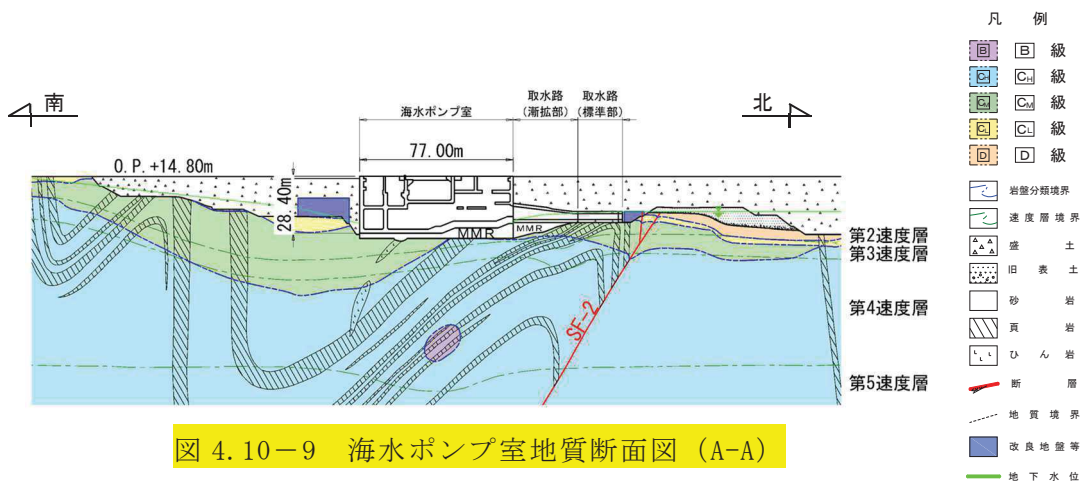 南
北
海水ポンプ室
取水路
(漸拡部)
取水路
(標準部)
77.00m
O.P.+14.80m
28.40m
MMR
MMR
SF-2
第2速度層
第3速度層
第4速度層
第5速度層
凡 例
B B 級
CH CH 級
CM CM 級
CL CL 級
D D 級
岩盤分類境界
速度層境界
盛 土
旧 表 土
砂 岩
頁 岩
ひ ん 岩
断 層
地 質 境 界
改 良 地 盤 等
地 下 水 位
図 4.10-9 海水ポンプ室地質断面図 (A-A)